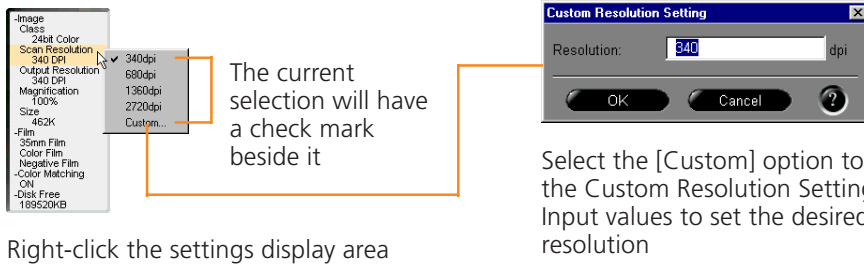 -Image
Class
24bit Color
Scan Resolution
340 DPI
Output Resolution
340 DPI
Magnification
100%
Size
462K
-Film
35mm Film
Color Film
Negative Film
-Color Matching
ON
-Disk Free
189520KB
340dpi
680dpi
1360dpi
2720dpi
Custom...
The current
selection will have
a check mark
beside it
Right-click the settings display area
Custom Resolution Setting
Resolution: 340 dpi
OK Cancel ?
Select the [Custom] option to
the Custom Resolution Setting
Input values to set the desired
resolution